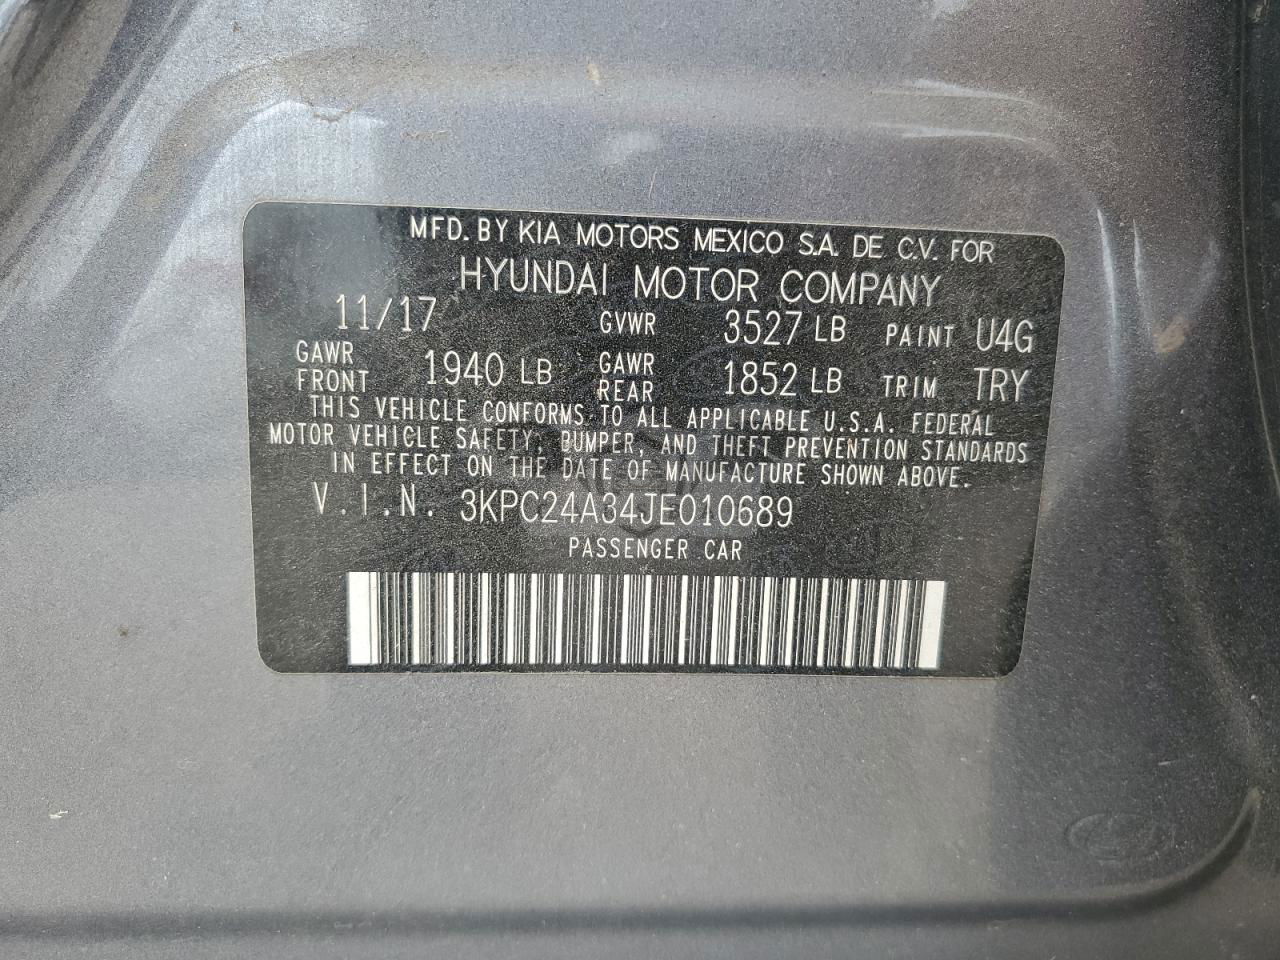 MFD. BY KIA MOTORS MEXICO S.A. DE C.V. FOR
HYUNDAI MOTOR COMPANY
11/17 GVWR 3527 LB PAINT U4G
GAWR FRONT 1940 LB GAWR REAR 1852 LB TRIM TRY
THIS VEHICLE CONFORMS TO ALL APPLICABLE U.S.A. FEDERAL
MOTOR VEHICLE SAFETY, BUMPER, AND THEFT PREVENTION STANDARDS
IN EFFECT ON THE DATE OF MANUFACTURE SHOWN ABOVE.
V.I.N. 3KPC24A34JE010689
PASSENGER CAR